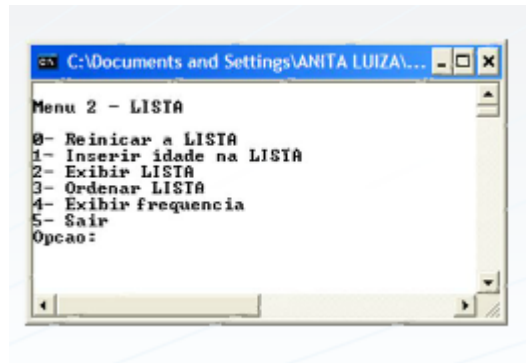 C:\Documents and Settings\ANITA LUIZA\...
Menu 2 - LISTA
0- Reinicar a LISTA
1- Inserir idade na LISTA
2- Exibir LISTA
3- Ordenar LISTA
4- Exibir frequencia
5- Sair
Opcao: